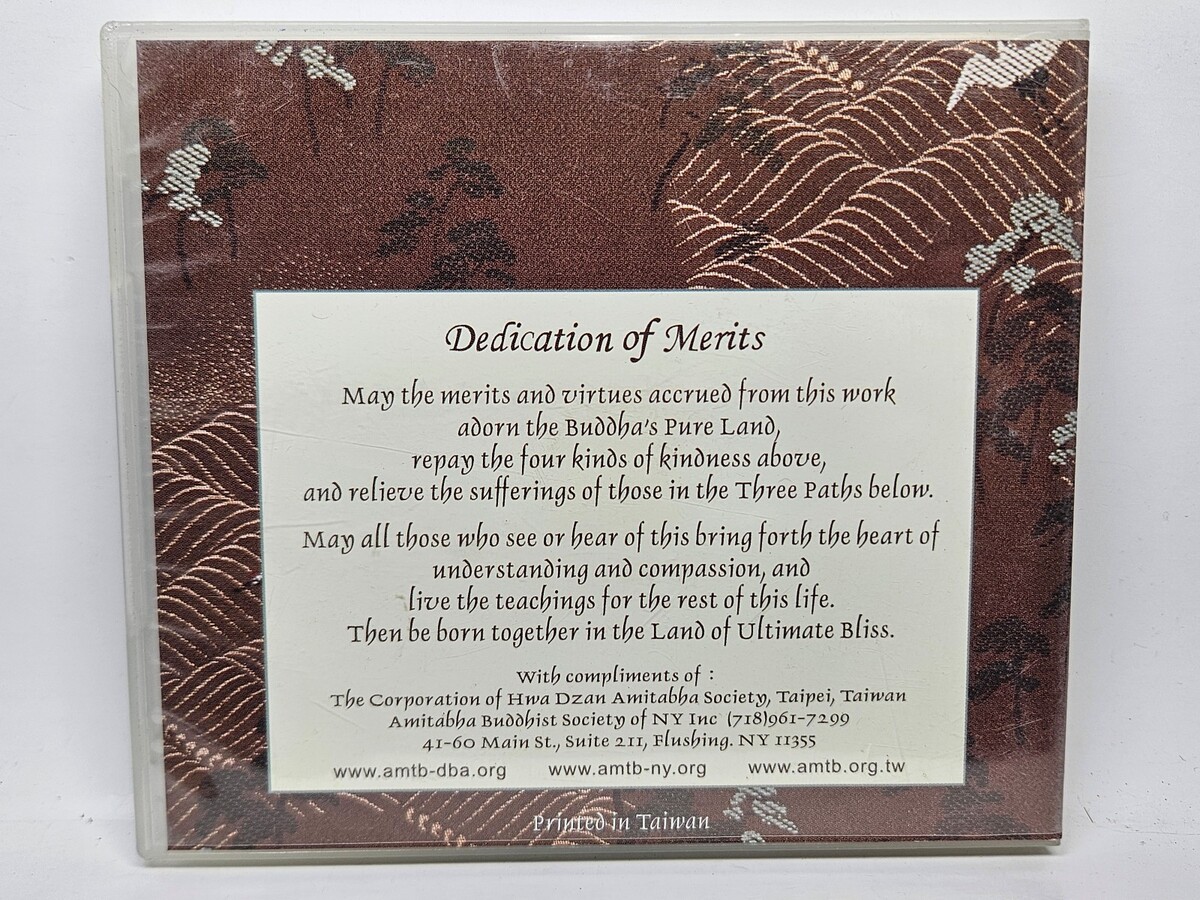 Dedication of Merits
May the merits and virtues accrued from this work
adorn the Buddha's Pure Land,
repay the four kinds of kindness above,
and relieve the sufferings of those in the Three Paths below.
May all those who see or hear of this bring forth the heart of
understanding and compassion, and
live the teachings for the rest of this life.
Then be born together in the Land of Ultimate Bliss.
With compliments of :
The Corporation of Hwa Dzan Amitabha Society, Taipei, Taiwan
Amitabha Buddhist Society of NY Inc (718)961-7299
41-60 Main St., Suite 211, Flushing. NY 11355
www.amtb-dba.org www.amtb-ny.org www.amtb.org.tw
Printed in Taiwan